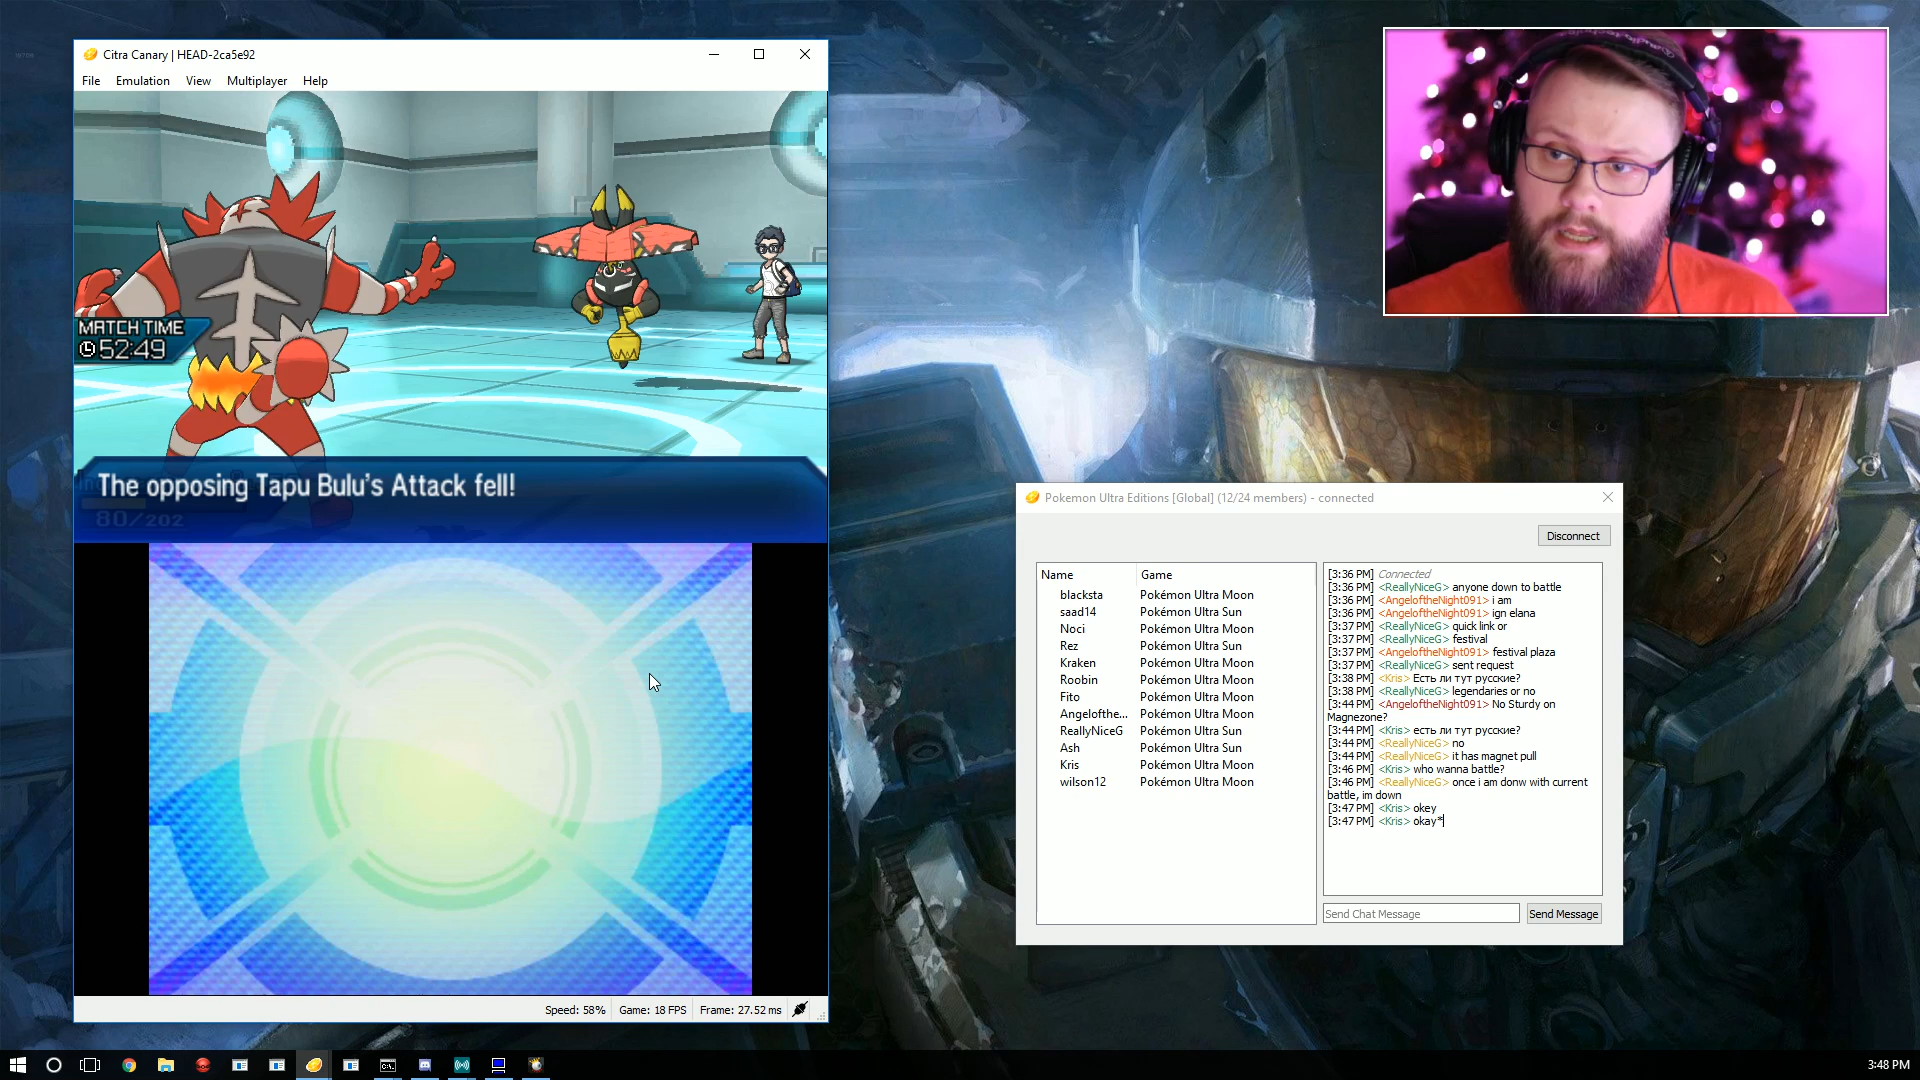 Citra Canary | HEAD-2ca5e92
File Emulation View Multiplayer Help
MATCH TIME
52:49
The opposing Tapu Bulu's Attack fell!
80/202
Speed: 58% Game: 18 FPS Frame: 27.52 ms
Pokemon Ultra Editions [Global] (12/24 members) - connected
Disconnect
Name Game
blacksta Pokémon Ultra Moon
saad14 Pokémon Ultra Sun
Noci Pokémon Ultra Moon
Rez Pokémon Ultra Sun
Kraken Pokémon Ultra Moon
Roobin Pokémon Ultra Moon
Fito Pokémon Ultra Moon
Angelofthe... Pokémon Ultra Moon
ReallyNiceG Pokémon Ultra Sun
Ash Pokémon Ultra Sun
Kris Pokémon Ultra Moon
wilson12 Pokémon Ultra Moon
[3:36 PM] Connected
[3:36 PM] <ReallyNiceG> anyone down to battle
[3:36 PM] <AngeloftheNight091> i am
[3:36 PM] <AngeloftheNight091> ign elana
[3:37 PM] <ReallyNiceG> quick link or
[3:37 PM] <ReallyNiceG> festival
[3:37 PM] <AngeloftheNight091> festival plaza
[3:37 PM] <ReallyNiceG> sent request
[3:38 PM] <Kris> Есть ли тут русские?
[3:38 PM] <ReallyNiceG> legendaries or no
[3:44 PM] <AngeloftheNight091> No Sturdy on
Magnezone?
[3:44 PM] <Kris> есть ли тут русские?
[3:44 PM] <ReallyNiceG> no
[3:44 PM] <ReallyNiceG> it has magnet pull
[3:46 PM] <Kris> who wanna battle?
[3:46 PM] <ReallyNiceG> once i am donw with current
battle, im down
[3:47 PM] <Kris> okey
[3:47 PM] <Kris> okay*
Send Chat Message
Send Message
3:48 PM